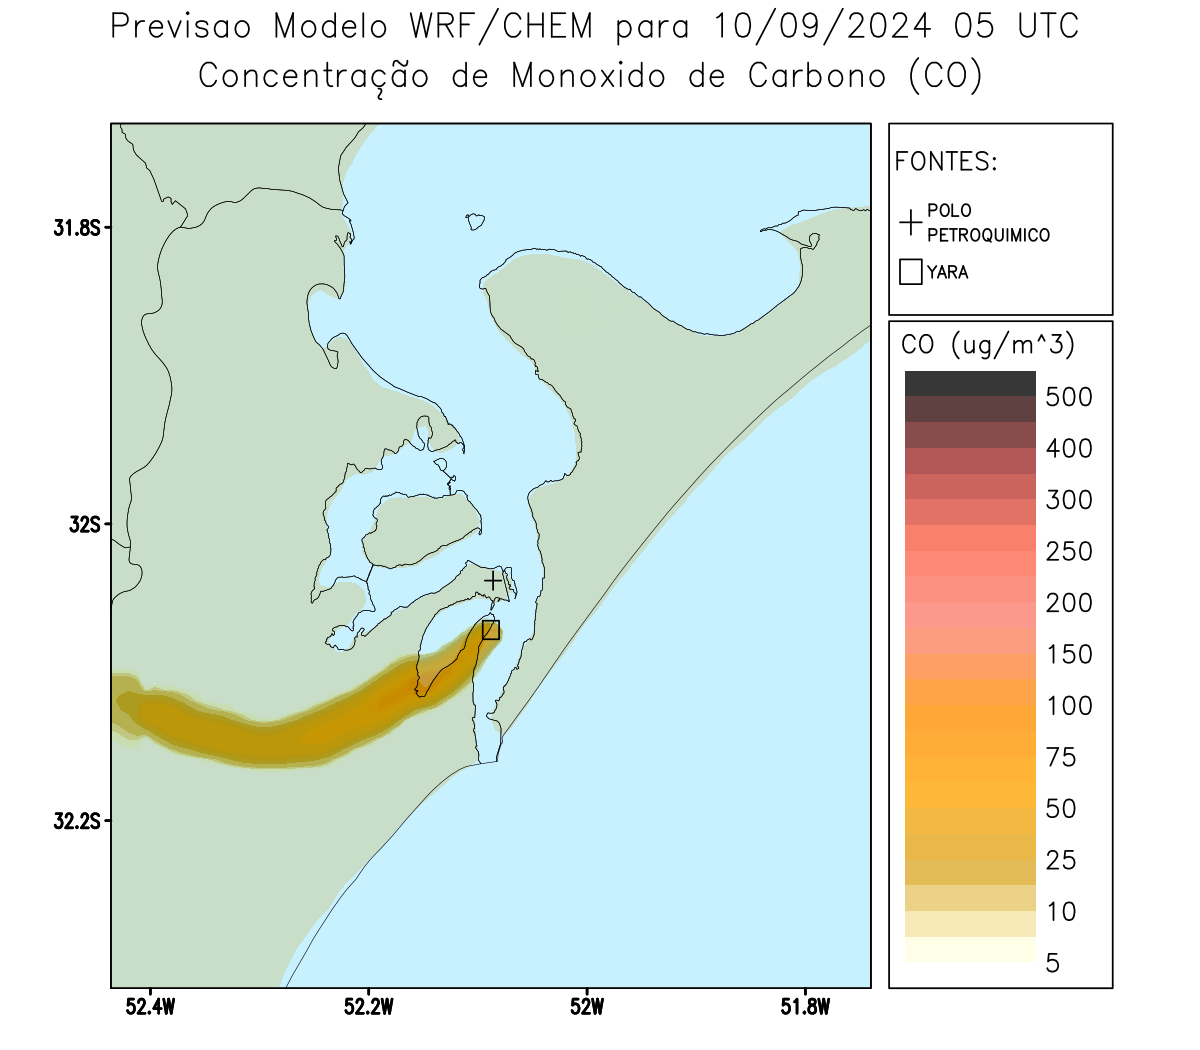 Previsao Modelo WRF/CHEM para 10/09/2024 05 UTC
Concentração de Monoxido de Carbono (CO)
FONTES:
POLO
PETROQUIMICO
YARA
31.8S
32S
32.2S
52.4W
52.2W
52W
51.8W
CO (ug/m^3)
500
400
300
250
200
150
100
75
50
25
10
5